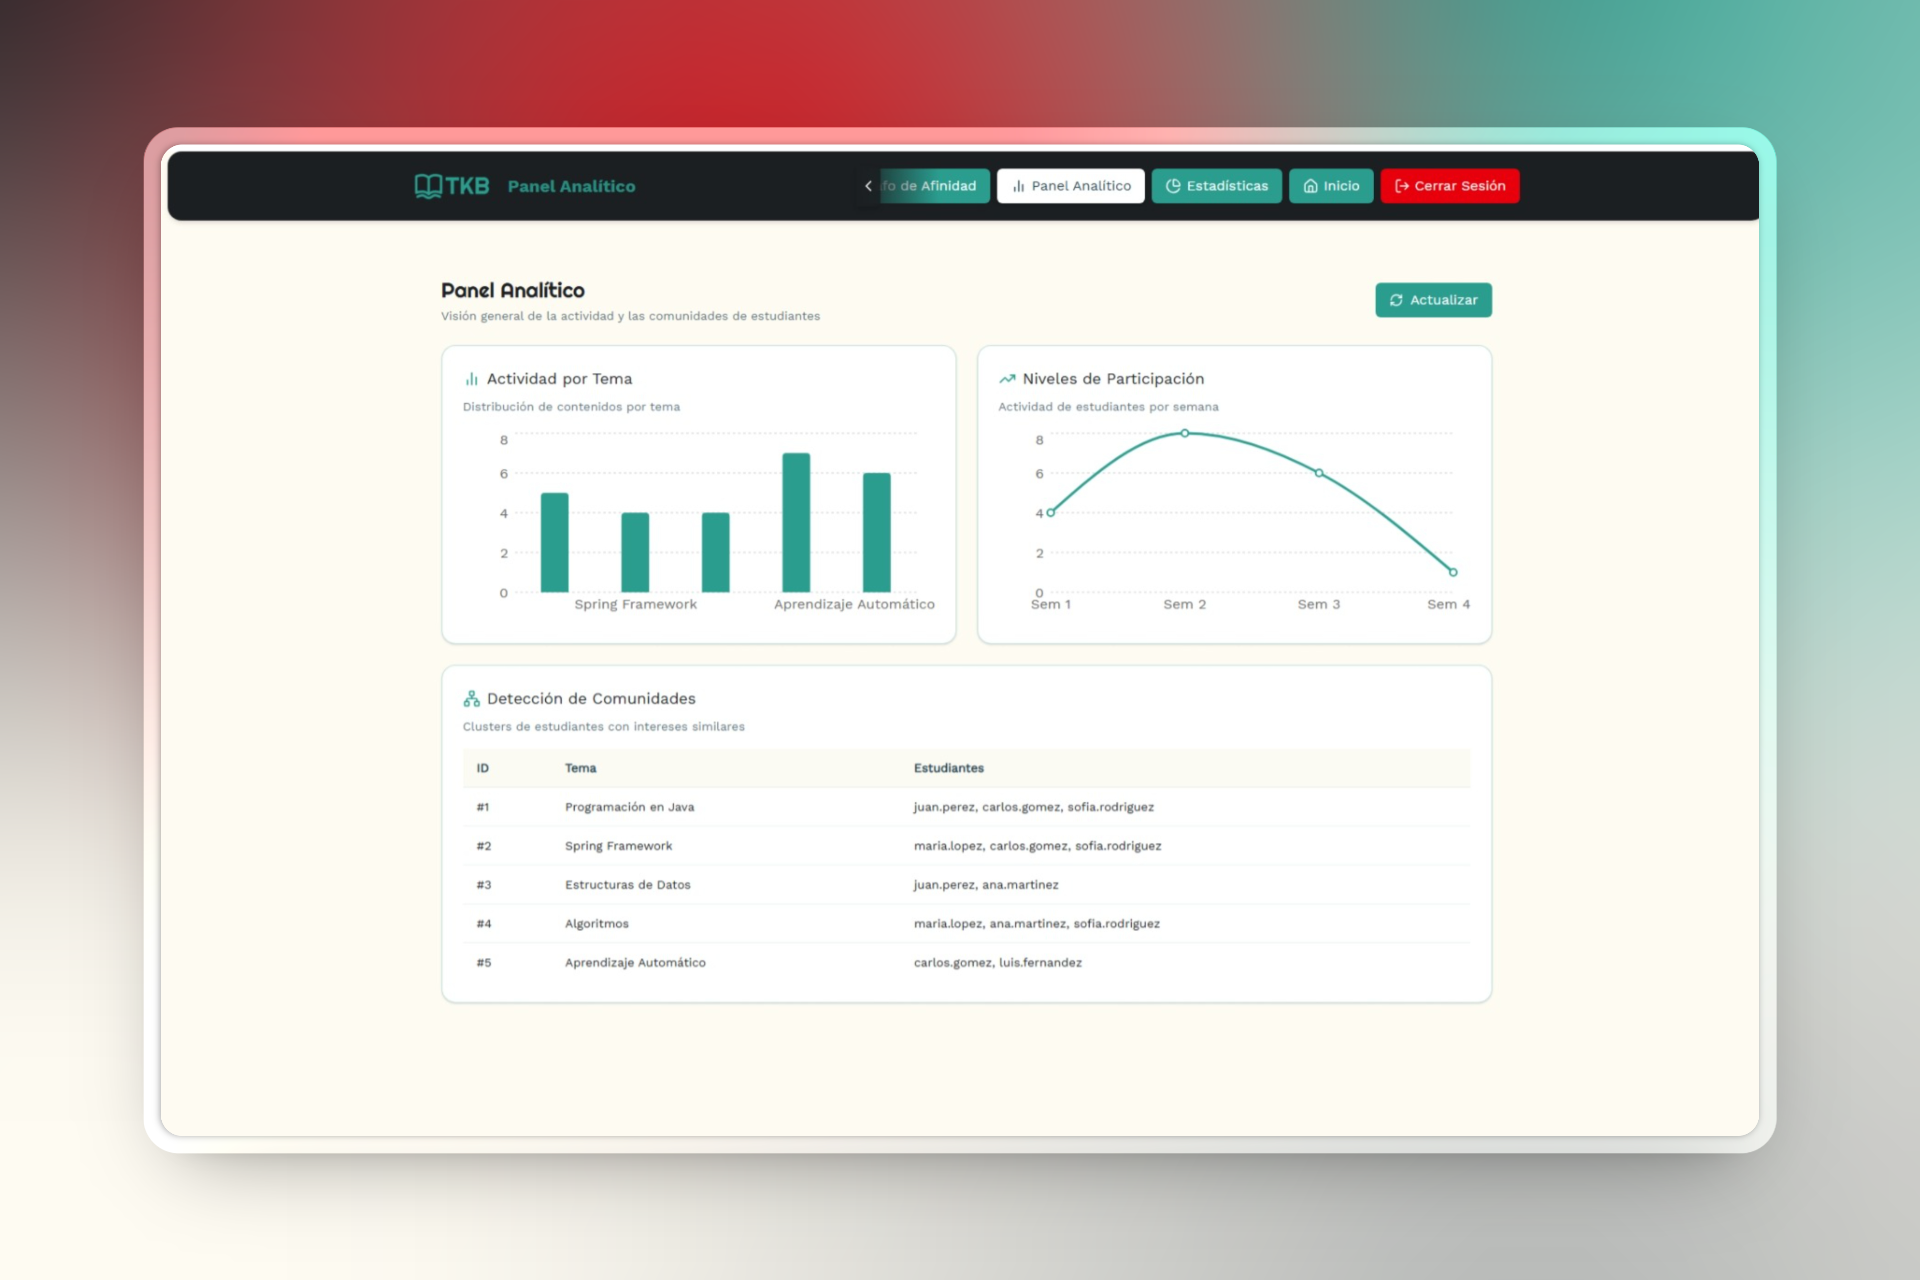 TKB Panel Analítico fo de Afinidad Panel Analítico Estadísticas Inicio Cerrar Sesión
Panel Analítico
Visión general de la actividad y las comunidades de estudiantes
Actualizar
Actividad por Tema
Distribución de contenidos por tema
8
6
4
2
0
Spring Framework Aprendizaje Automático
Niveles de Participación
Actividad de estudiantes por semana
8
6
4
2
0
Sem 1 Sem 2 Sem 3 Sem 4
Detección de Comunidades
Clusters de estudiantes con intereses similares
ID Tema Estudiantes
#1 Programación en Java juan.perez, carlos.gomez, sofia.rodriguez
#2 Spring Framework maria.lopez, carlos.gomez, sofia.rodriguez
#3 Estructuras de Datos juan.perez, ana.martinez
#4 Algoritmos maria.lopez, ana.martinez, sofia.rodriguez
#5 Aprendizaje Automático carlos.gomez, luis.fernandez